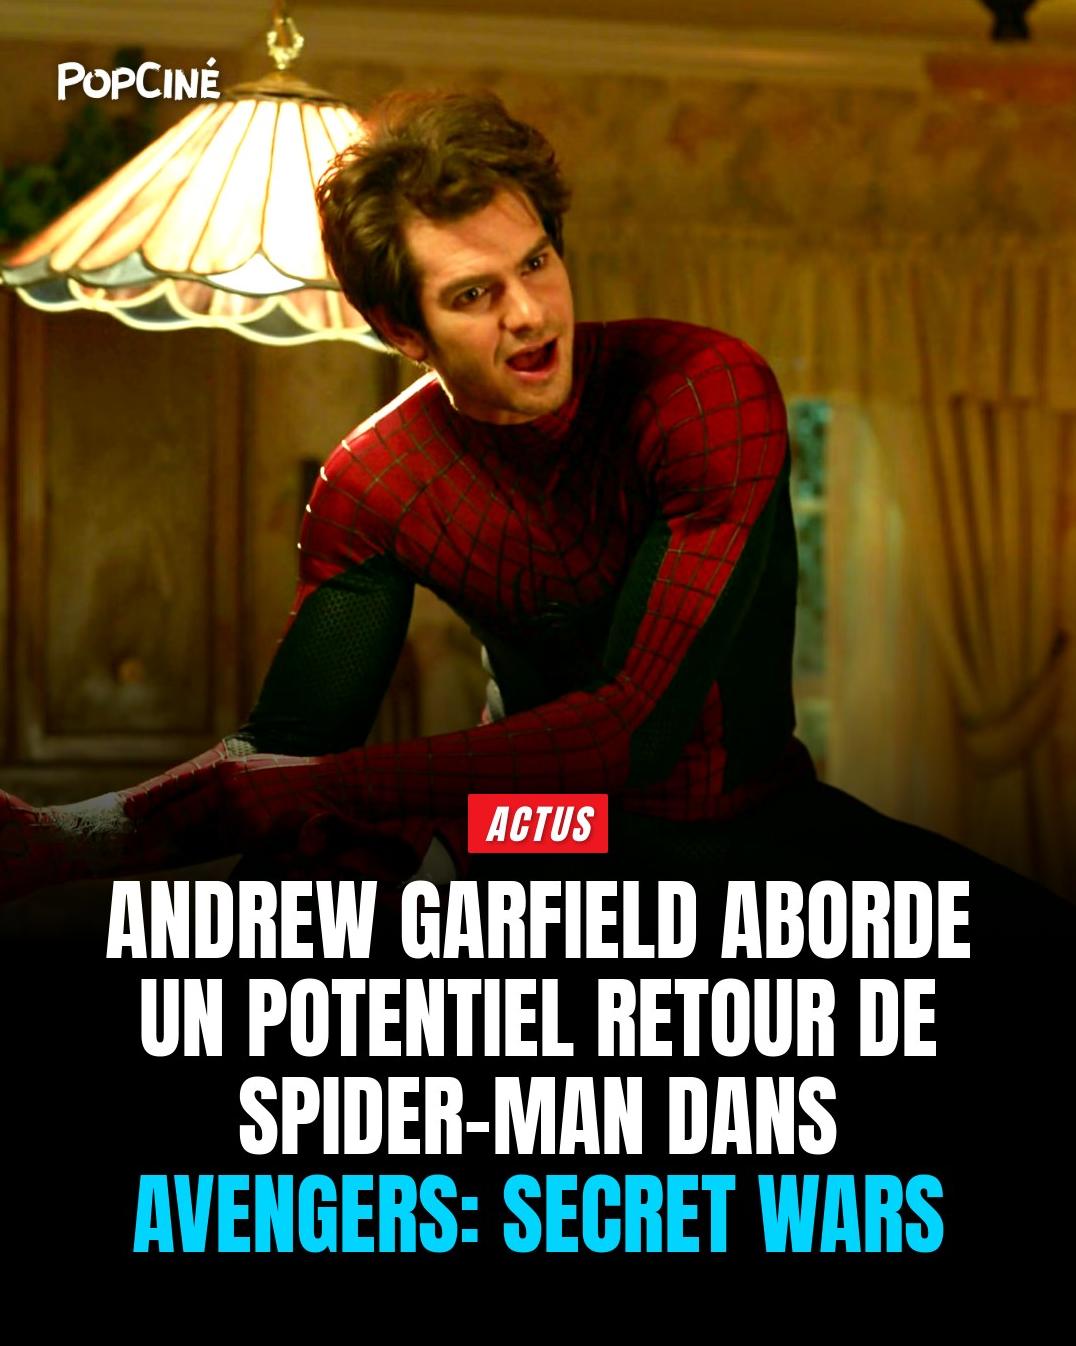 POPCINÉ
ACTUS
ANDREW GARFIELD ABORDE
UN POTENTIEL RETOUR DE
SPIDER-MAN DANS
AVENGERS: SECRET WARS